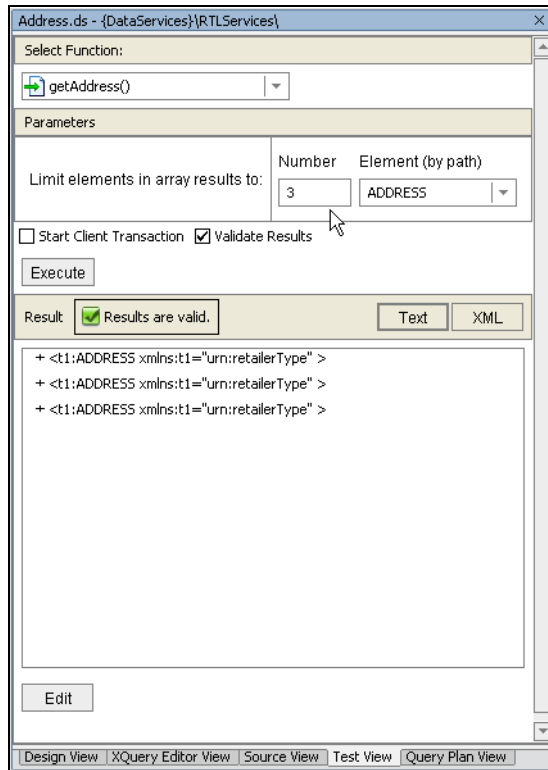 Address.ds - {DataServices}\RTLServices\
Select Function:
getAddress()
Parameters
Number Element (by path)
Limit elements in array results to:
3 ADDRESS
Start Client Transaction Validate Results
Execute
Result Results are valid. Text XML
+ <t1:ADDRESS xmlns:t1="urn:retailerType" >
+ <t1:ADDRESS xmlns:t1="urn:retailerType" >
+ <t1:ADDRESS xmlns:t1="urn:retailerType" >
Edit
Design View XQuery Editor View Source View Test View Query Plan View